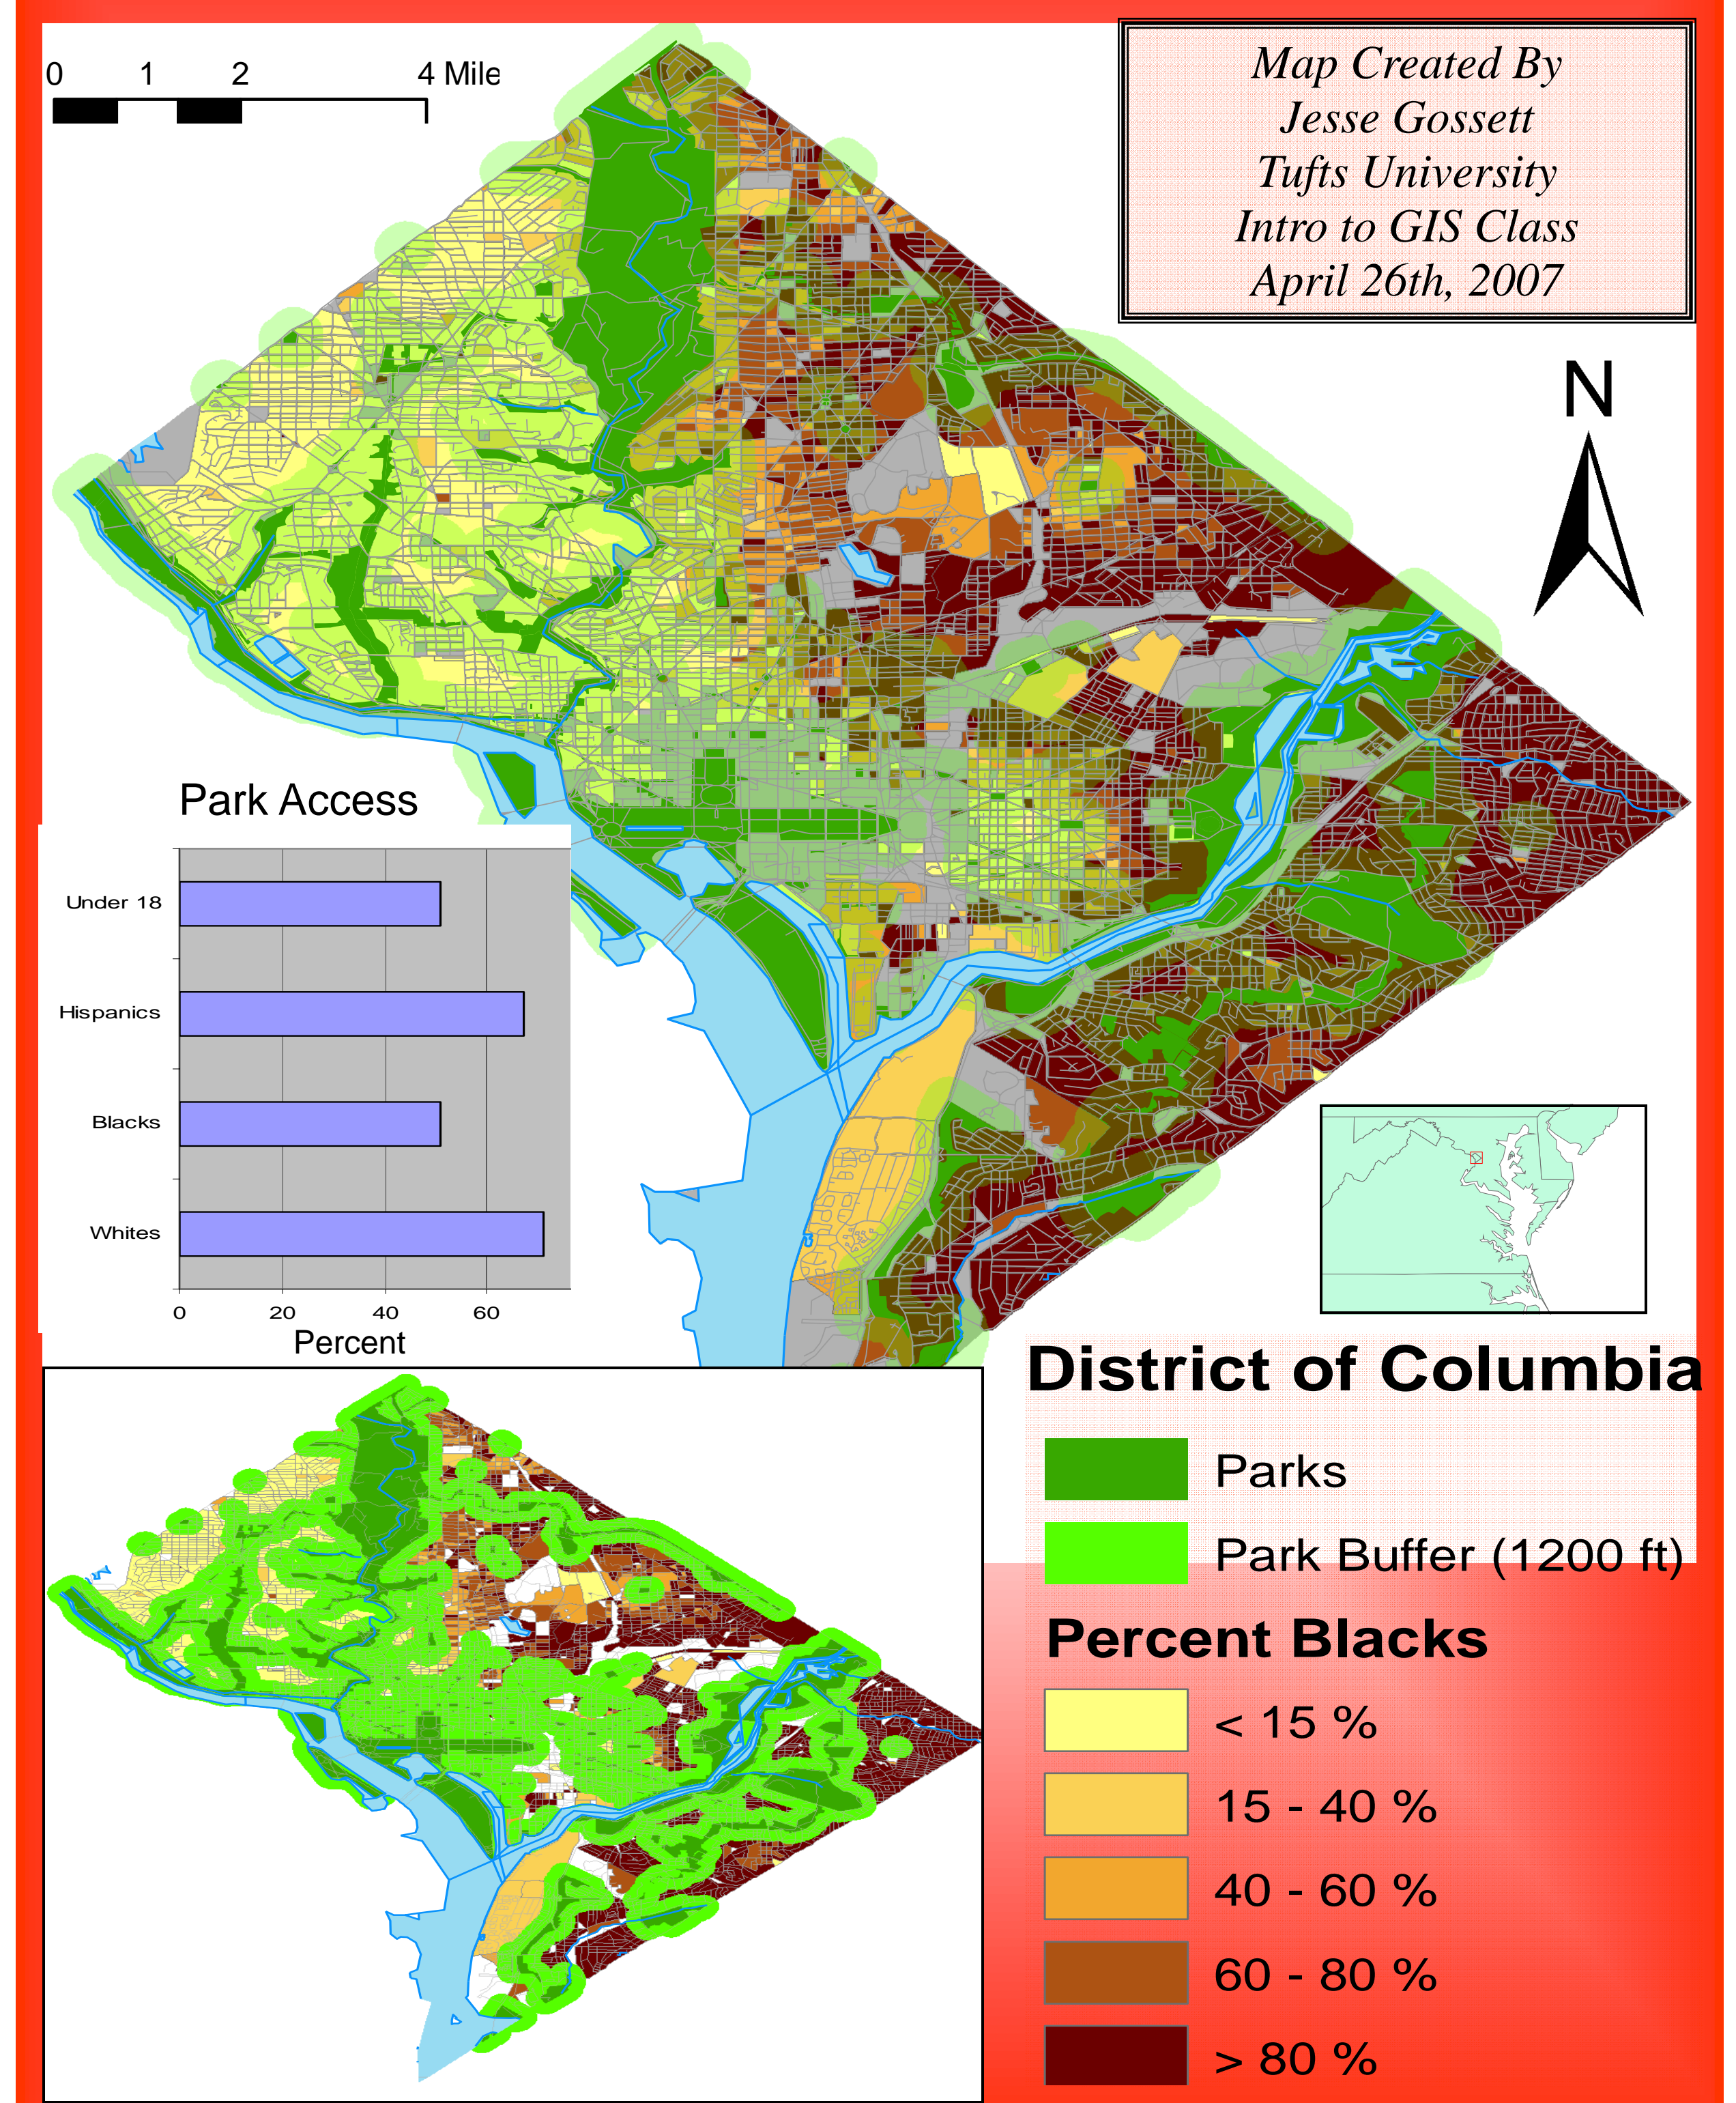 0 1 2 4 Mile
Map Created By
Jesse Gossett
Tufts University
Intro to GIS Class
April 26th, 2007
N
Park Access
Under 18
Hispanics
Blacks
Whites
0 20 40 60
Percent
District of Columbia
Parks
Park Buffer (1200 ft)
Percent Blacks
< 15 %
15 - 40 %
40 - 60 %
60 - 80 %
> 80 %